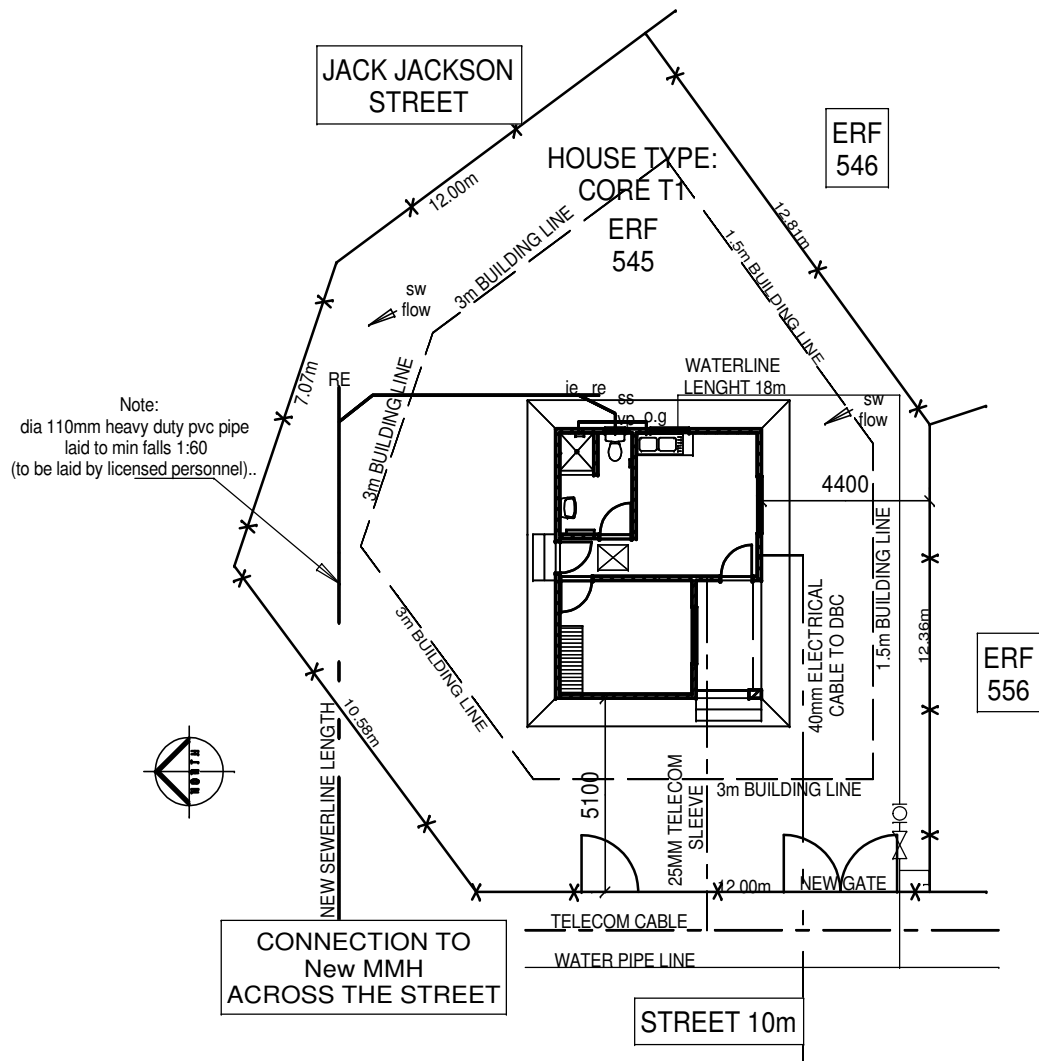 JACK JACKSON
STREET
HOUSE TYPE:
CORE T1
ERF
545
ERF
546
12.00m
12.81m
3m BUILDING LINE
1.5m BUILDING LINE
sw
flow
7.07m
RE
3m BUILDING LINE
WATERLINE
LENGHT 18m
ie
re
ss
vp
o.g
sw
flow
Note:
dia 110mm heavy duty pvc pipe
laid to min falls 1:60
(to be laid by licensed personnel)..
4400
1.5m BUILDING LINE
12.36m
ERF
556
3m BUILDING LINE
40mm ELECTRICAL
CABLE TO DBC
10.58m
NORTH
NEW SEWERLINE LENGTH
5100
25MM TELECOM
SLEEVE
3m BUILDING LINE
12.00m
NEW GATE
TELECOM CABLE
WATER PIPE LINE
CONNECTION TO
New MMH
ACROSS THE STREET
STREET 10m